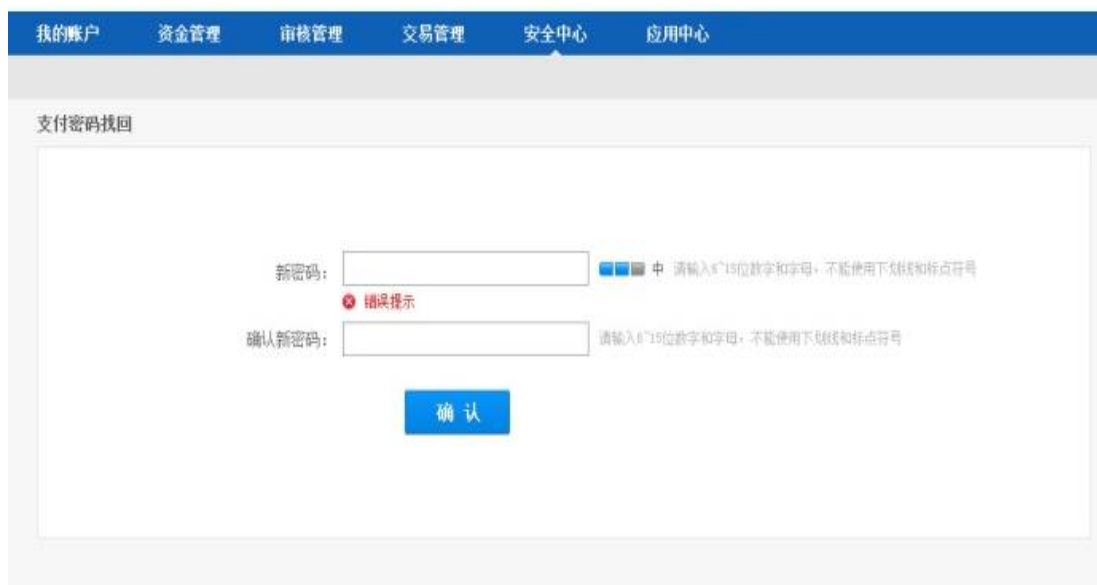 我的账户 资金管理 审核管理 交易管理 安全中心 应用中心
支付密码找回
新密码： 中 请输入6~15位数字和字母，不能使用下划线和标点符号
错误提示
确认新密码： 请输入6~15位数字和字母，不能使用下划线和标点符号
确 认